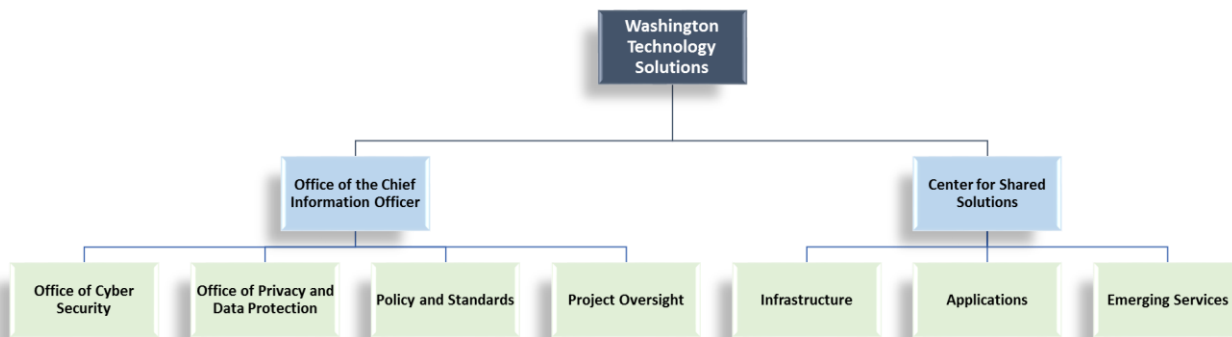 Washington
Technology
Solutions
Office of the Chief
Information Officer
Center for Shared
Solutions
Office of Cyber
Security
Office of Privacy and
Data Protection
Policy and Standards
Project Oversight
Infrastructure
Applications
Emerging Services